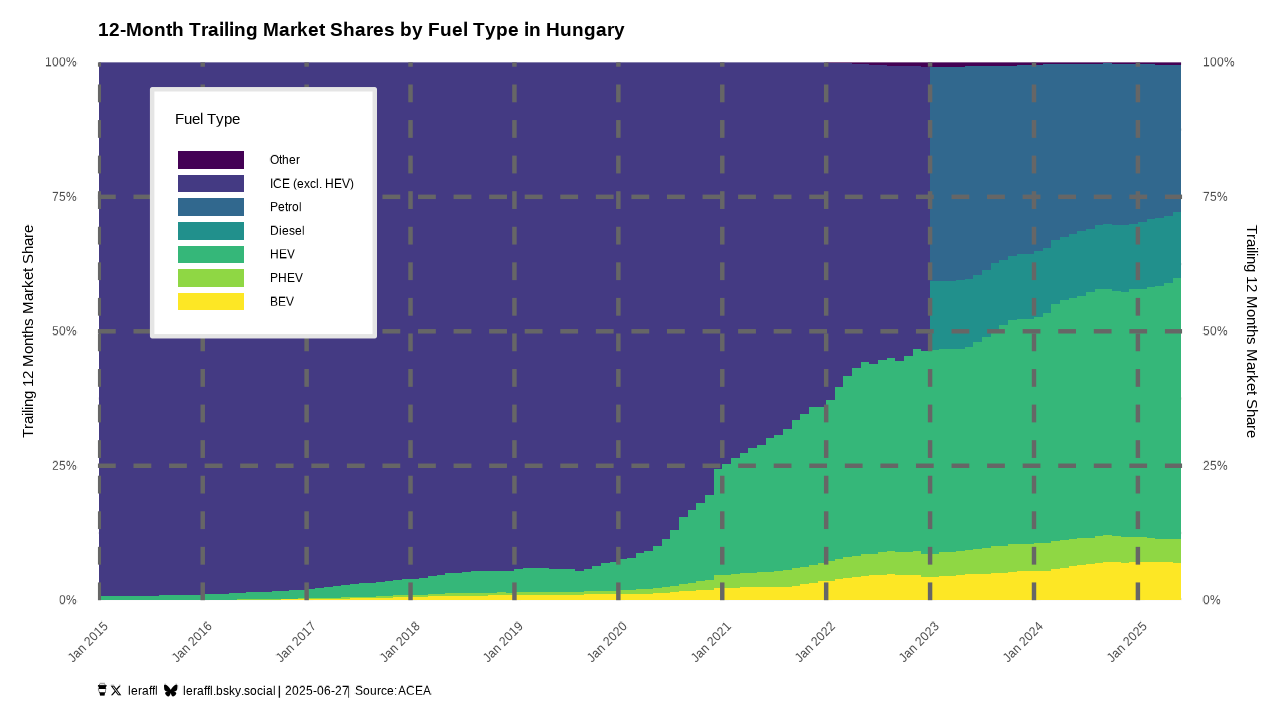 12-Month Trailing Market Shares by Fuel Type in Hungary
100%
100%
Fuel Type
Other
ICE (excl. HEV)
Petrol
Diesel
HEV
PHEV
BEV
75%
75%
50%
50%
25%
25%
0%
0%
Trailing 12 Months Market Share
Trailing 12 Months Market Share
Jan 2015
Jan 2016
Jan 2017
Jan 2018
Jan 2019
Jan 2020
Jan 2021
Jan 2022
Jan 2023
Jan 2024
Jan 2025
leraffl leraffl.bsky.social | 2025-06-27 | Source: ACEA